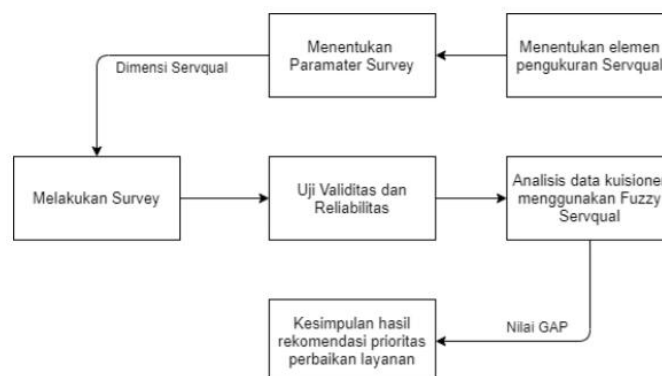 Menentukan elemen
pengukuran Servqual
Menentukan
Paramater Survey
Dimensi Servqual
Melakukan Survey
Uji Validitas dan
Reliabilitas
Analisis data kuisioner
menggunakan Fuzzy
Servqual
Nilai GAP
Kesimpulan hasil
rekomendasi prioritas
perbaikan layanan